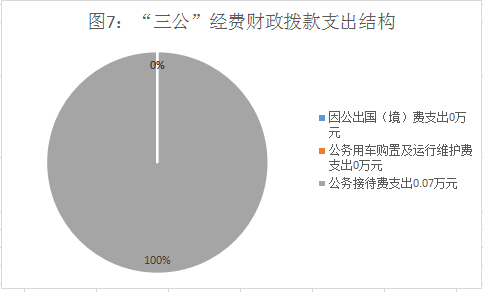 图7：“三公”经费财政拨款支出结构
0%
100%
因公出国（境）费支出0万
元
公务用车购置及运行维护费
支出0万元
公务接待费支出0.07万元